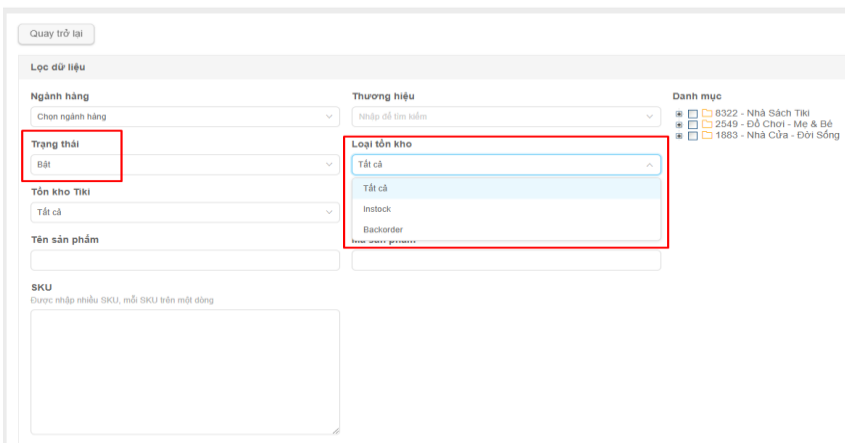 Quay trở lại
Lọc dữ liệu
Ngành hàng
Chọn ngành hàng
Thương hiệu
Nhập để tìm kiếm
Danh mục
8322 - Nhà Sách Tiki
2549 - Đồ Chơi - Mẹ & Bé
1883 - Nhà Cửa - Đời Sống
Trạng thái
Bật
Loại tồn kho
Tất cả
Tất cả
Instock
Backorder
Tồn kho Tiki
Tất cả
Tên sản phẩm
Mã sản phẩm
SKU
Được nhập nhiều SKU, mỗi SKU trên một dòng